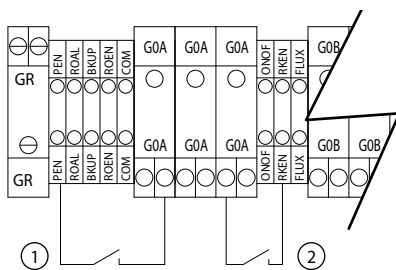 GR
PEN
ROAL
BKUP
ROEN
COM
G0A G0A G0A
ONOF
RKEN
FLUX
G0B
GR
PEN
ROAL
BKUP
ROEN
COM
G0A G0A G0A
ONOF
RKEN
FLUX
G0B G0B
1 2